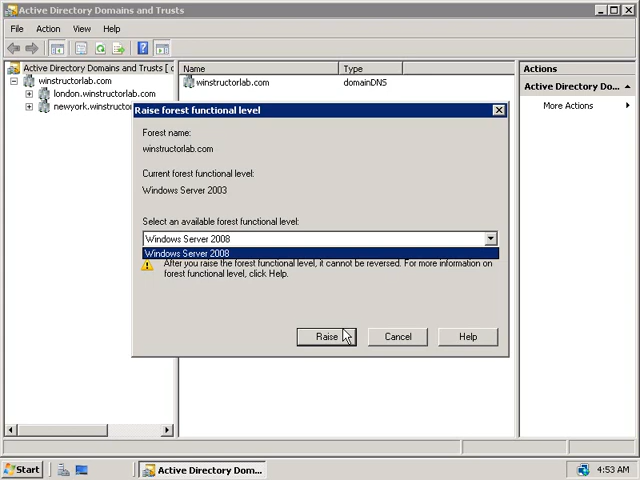 Active Directory Domains and Trusts
File Action View Help
Active Directory Domains and Trusts [
winstructorlab.com
london.winstructorlab.com
newyork.winstructor
Name Type
winstructorlab.com domainDNS
Actions
Active Directory Do...
More Actions
Raise forest functional level
Forest name:
winstructorlab.com
Current forest functional level:
Windows Server 2003
Select an available forest functional level:
Windows Server 2008
Windows Server 2008
After you raise the forest functional level, it cannot be reversed. For more information on
forest functional level, click Help.
Raise Cancel Help
Start Active Directory Dom... 4:53 AM